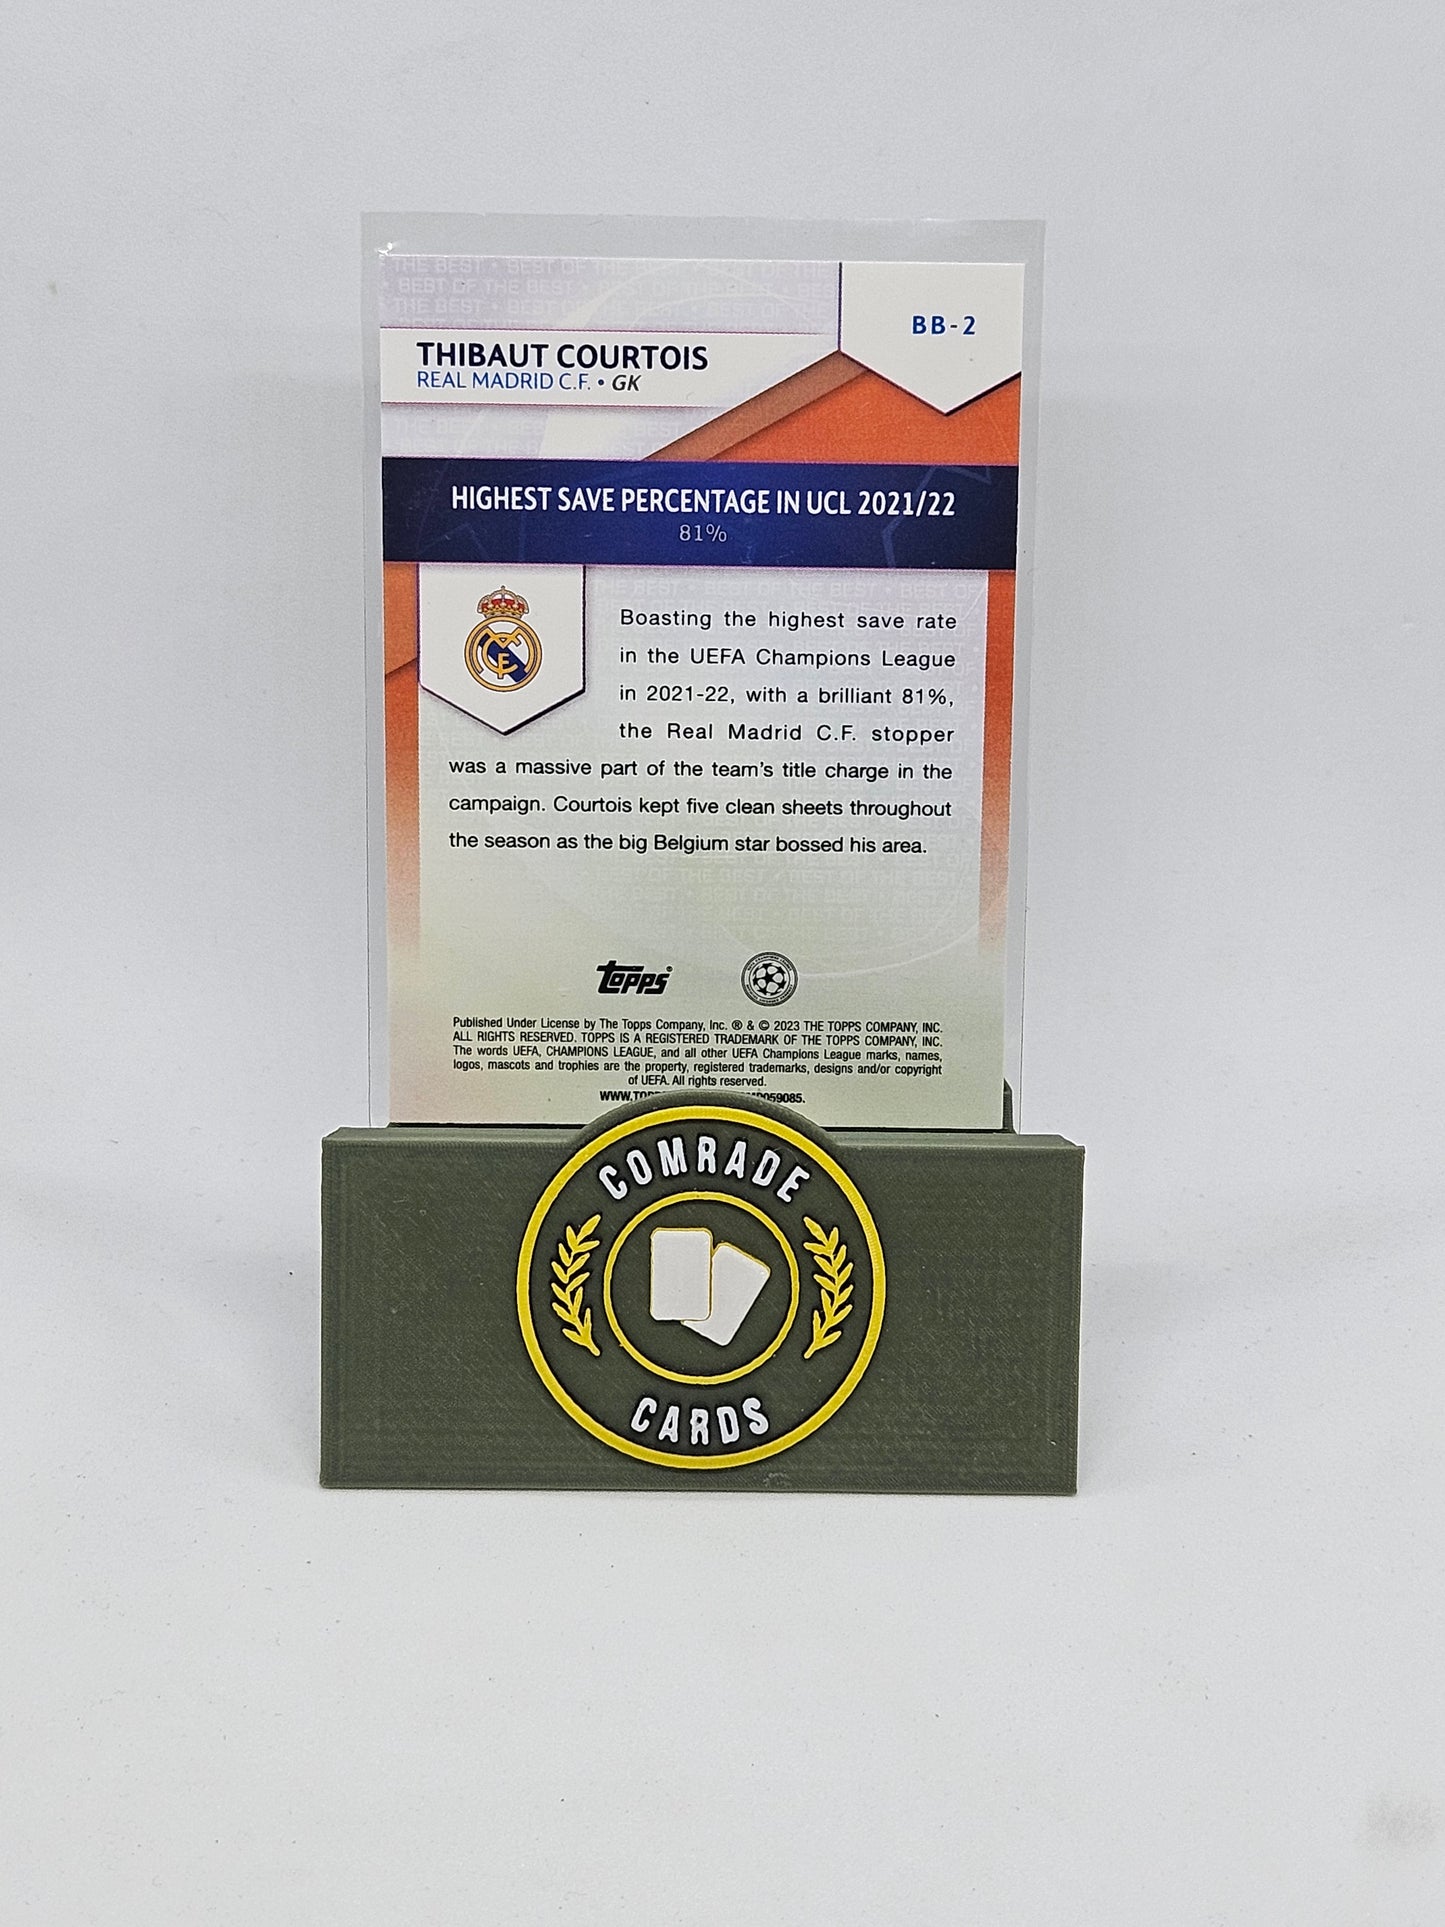 BB-2
THIBAUT COURTOIS
REAL MADRID C.F. • GK
HIGHEST SAVE PERCENTAGE IN UCL 2021/22
81%
Boasting the highest save rate
in the UEFA Champions League
in 2021-22, with a brilliant 81%,
the Real Madrid C.F. stopper
was a massive part of the team's title charge in the
campaign. Courtois kept five clean sheets throughout
the season as the big Belgium star bossed his area.
Topps
Published Under License by The Topps Company, Inc. ® & © 2023 THE TOPPS COMPANY, INC.
ALL RIGHTS RESERVED. TOPPS IS A REGISTERED TRADEMARK OF THE TOPPS COMPANY, INC.
The words UEFA, CHAMPIONS LEAGUE, and all other UEFA Champions League marks, names,
logos, mascots and trophies are the property, registered trademarks, designs and/or copyright
of UEFA. All rights reserved.
COMRADE
CARDS